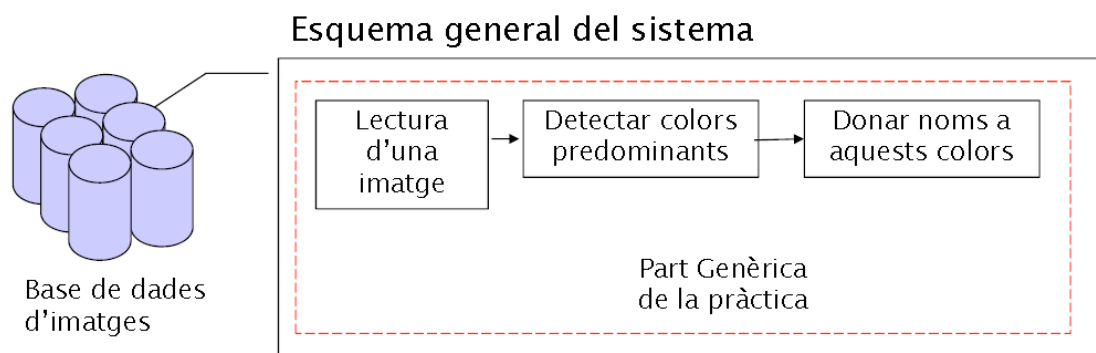 Esquema general del sistema
Lectura
d'una
imatge
Detectar colors
predominants
Donar noms a
aquests colors
Part Genèrica
de la pràctica
Base de dades
d'imatges